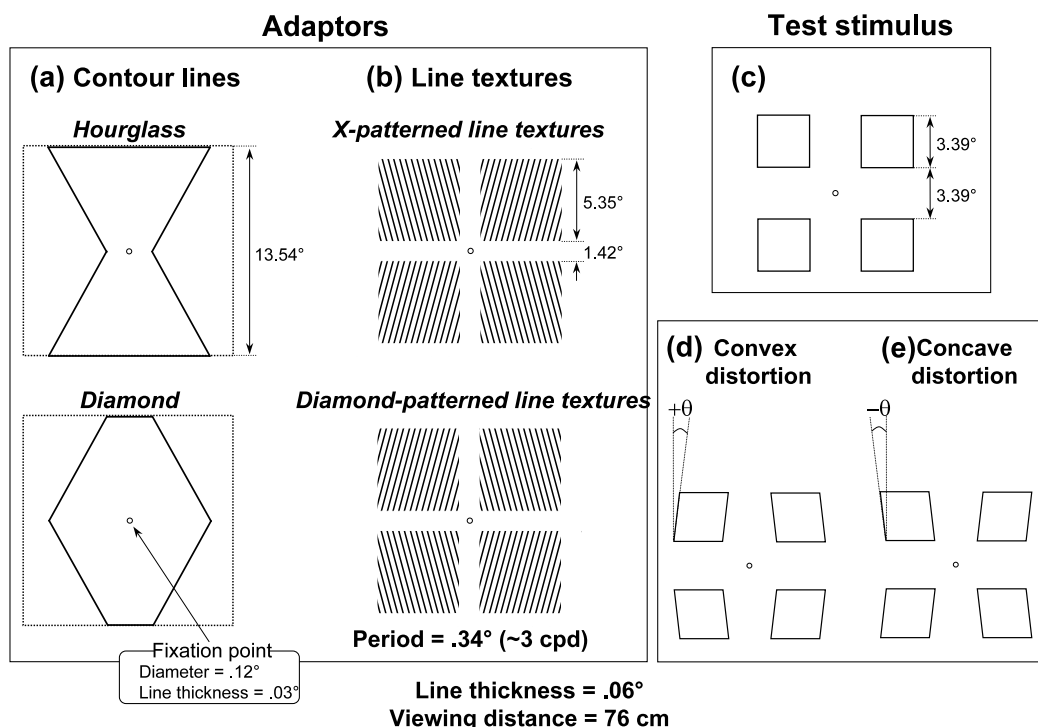 Adaptors
Test stimulus
(a) Contour lines
(b) Line textures
Hourglass
X-patterned line textures
13.54°
5.35°
1.42°
Diamond
Diamond-patterned line textures
Fixation point
Diameter = .12°
Line thickness = .03°
Period = .34° (~3 cpd)
(c)
3.39°
3.39°
(d) Convex distortion
(e) Concave distortion
+θ
−θ
Line thickness = .06°
Viewing distance = 76 cm